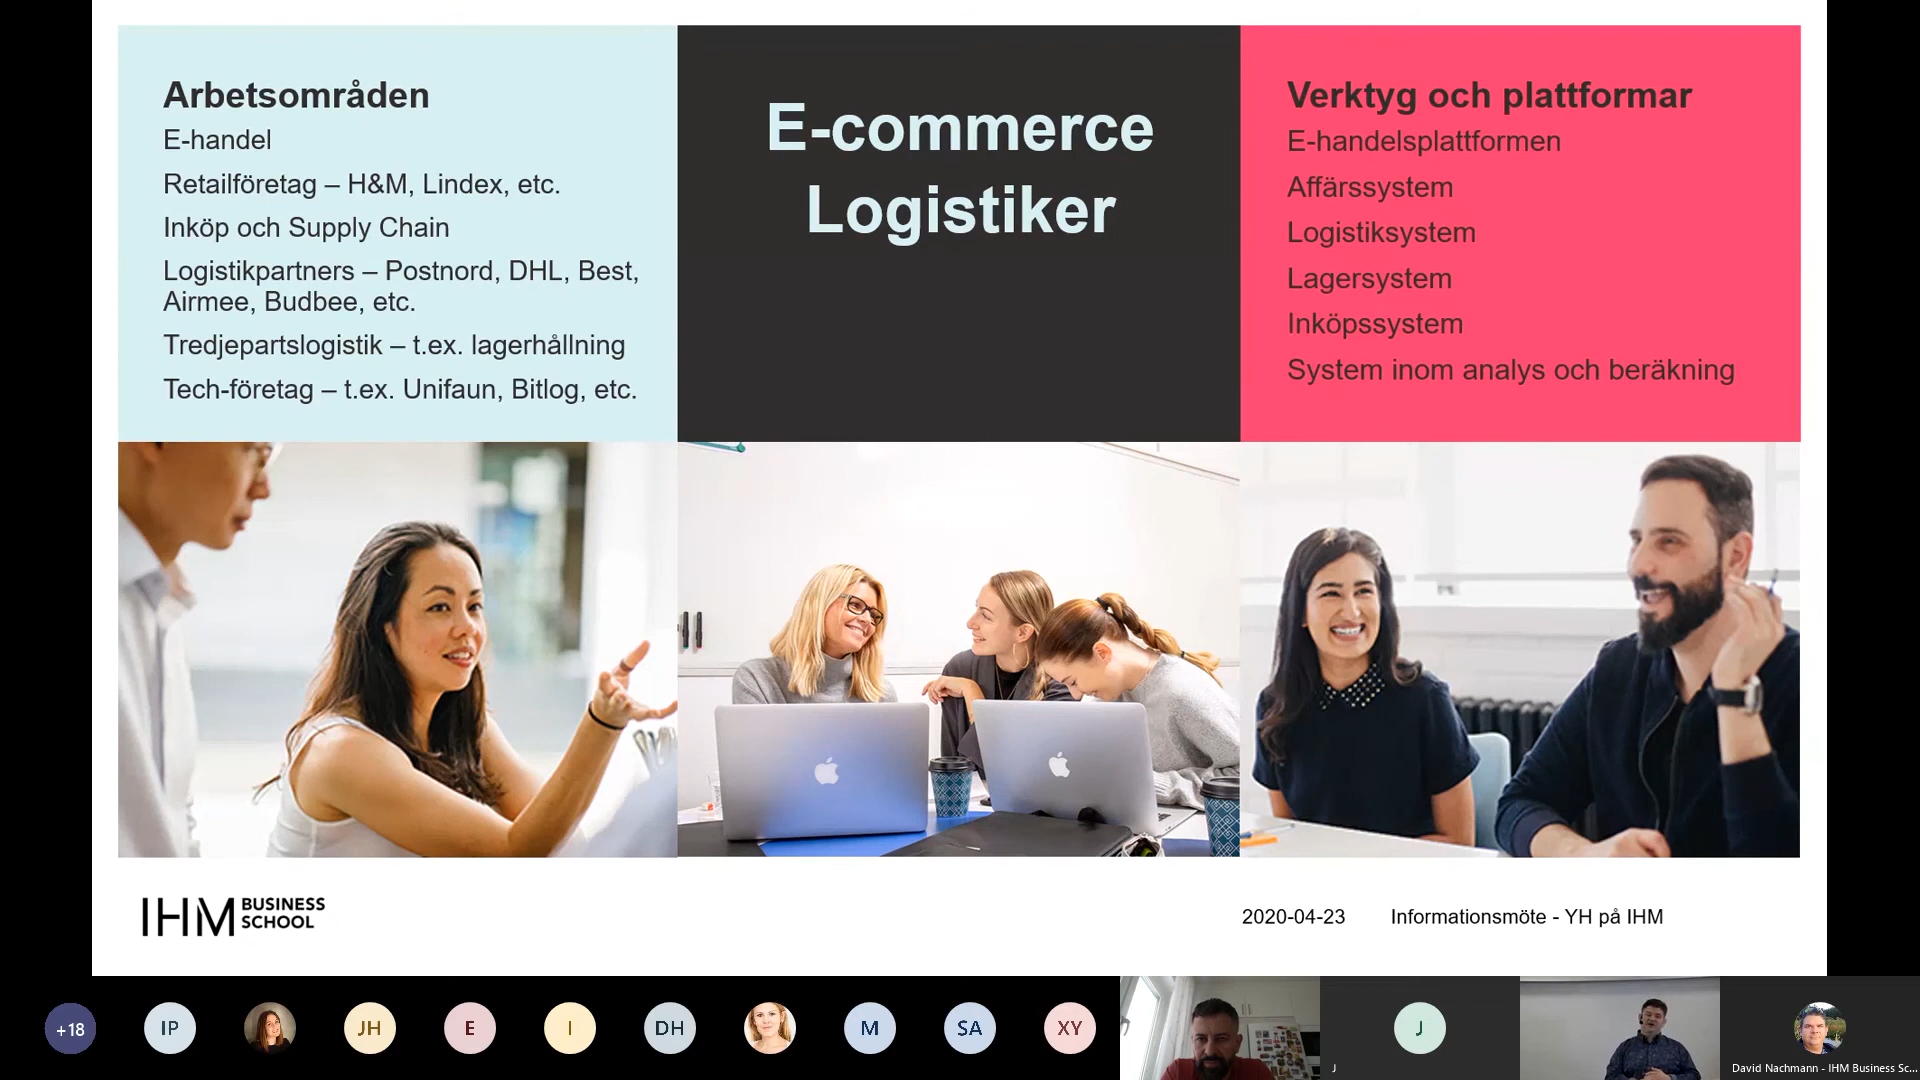 Arbetsområden
E-handel
Retailföretag – H&M, Lindex, etc.
Inköp och Supply Chain
Logistikpartners – Postnord, DHL, Best,
Airmee, Budbee, etc.
Tredjepartslogistik – t.ex. lagerhållning
Tech-företag – t.ex. Unifaun, Bitlog, etc.
E-commerce
Logistiker
Verktyg och plattformar
E-handelsplattformen
Affärssystem
Logistiksystem
Lagersystem
Inköpssystem
System inom analys och beräkning
IHM BUSINESS
SCHOOL
2020-04-23
Informationsmöte - YH på IHM
+18
IP
JH
E
I
DH
M
SA
XY
J
J
David Nachmann - IHM Business Sc...